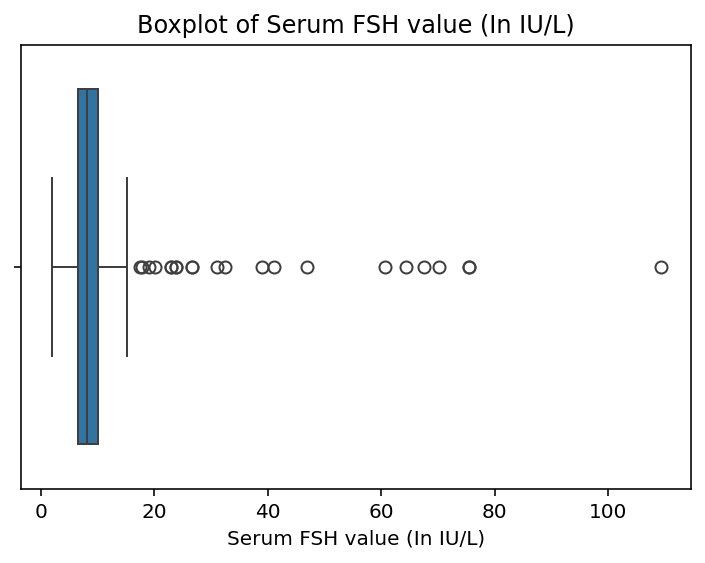 Boxplot of Serum FSH value (In IU/L)
0 20 40 60 80 100
Serum FSH value (In IU/L)